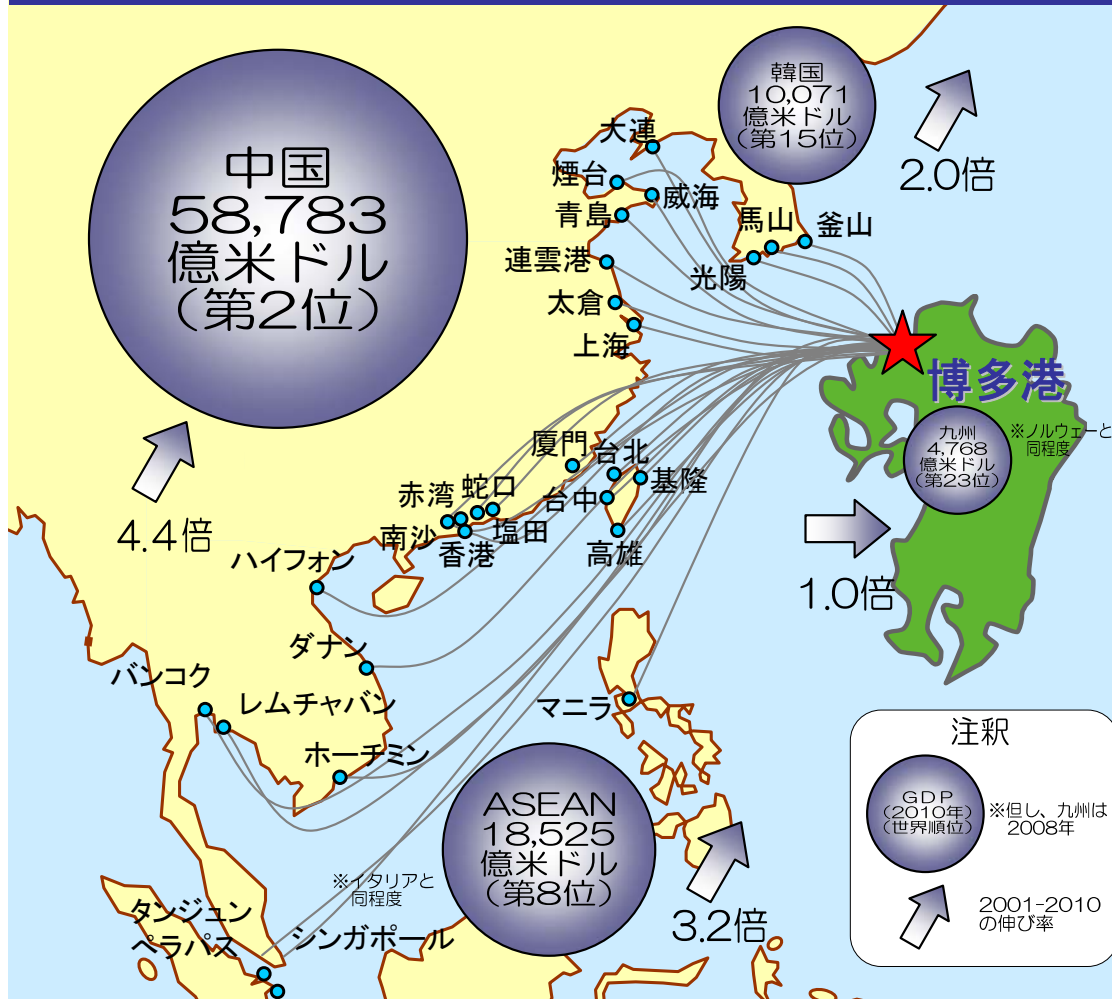 中国
58,783
億米ドル
(第2位)
4.4倍
韓国
10,071
億米ドル
(第15位)
2.0倍
大連
煙台
威海
青島
連雲港
太倉
上海
馬山
釜山
光陽
博多港
九州
4,768
億米ドル
(第23位)
※ノルウェーと
同程度
1.0倍
厦門
台北
基隆
台中
高雄
赤湾
蛇口
南沙
香港
塩田
ハイフォン
ダナン
バンコク
レムチャバン
ホーチミン
マニラ
ASEAN
18,525
億米ドル
(第8位)
※イタリアと
同程度
3.2倍
タンジュン
ペラパス
シンガポール
注釈
GDP
(2010年)
(世界順位)
※但し、九州は
2008年
2001-2010
の伸び率